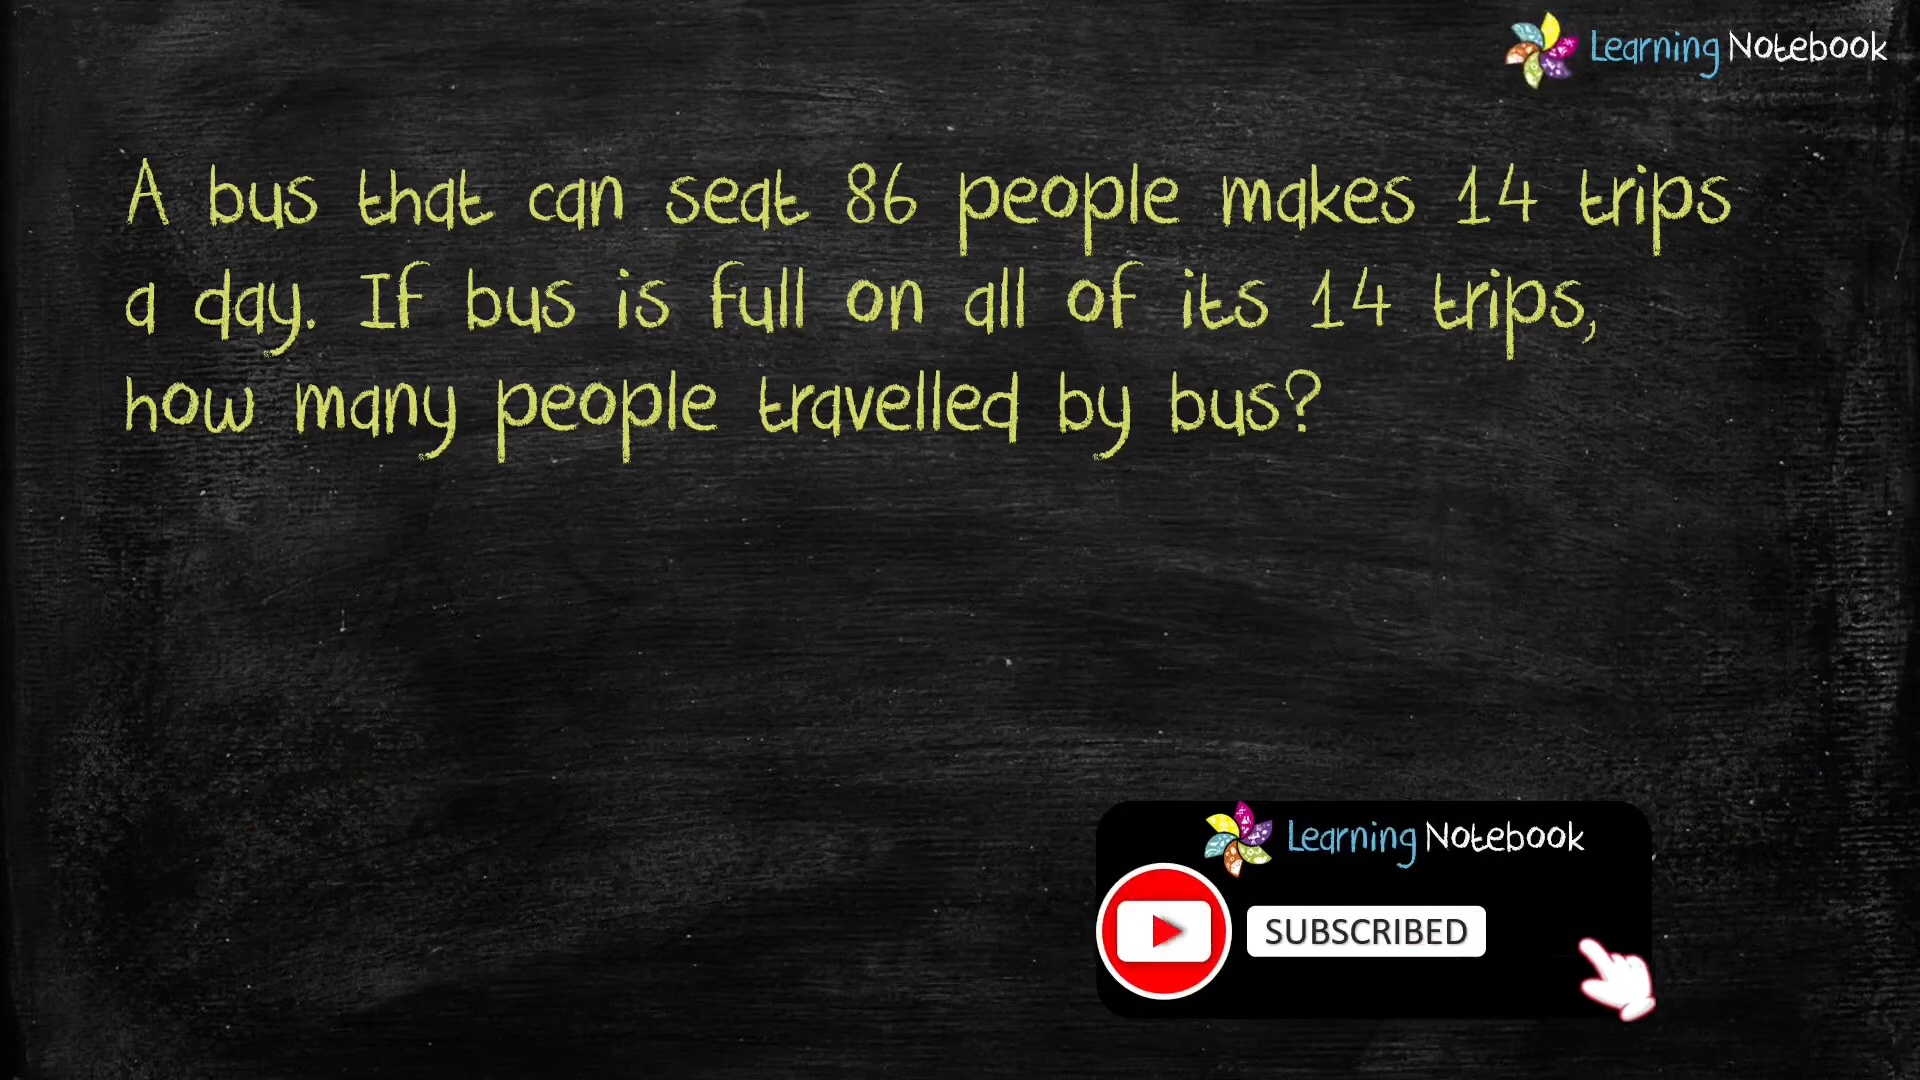 Learning Notebook
A bus that can seat 86 people makes 14 trips
a day. If bus is full on all of its 14 trips,
how many people travelled by bus?
Learning Notebook
SUBSCRIBED